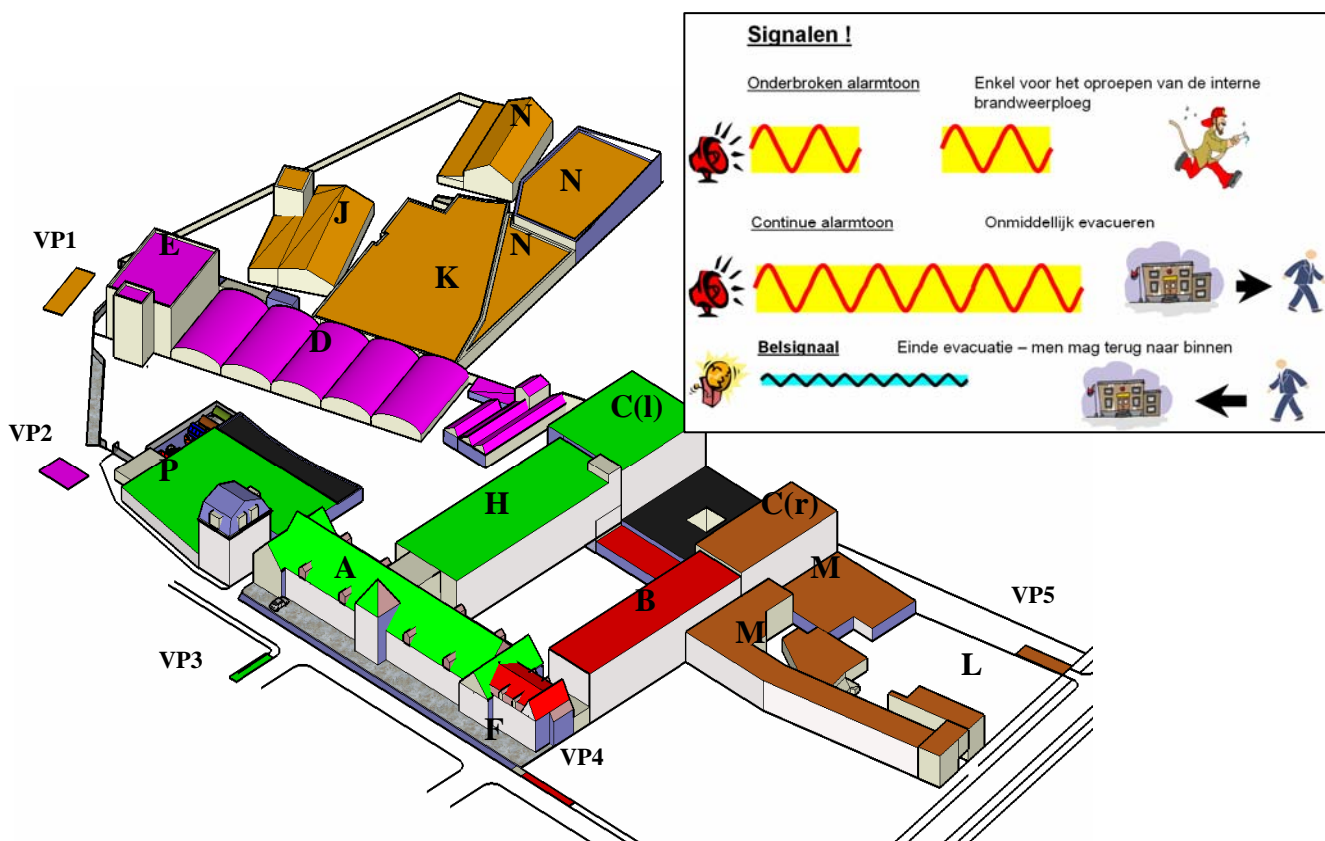 Signalen !
Onderbroken alarmtoon
Enkel voor het oproepen van de interne
brandweerploeg
Continue alarmtoon
Onmiddellijk evacueren
Belsignaal
Einde evacuatie – men mag terug naar binnen
N
N
J
N
VP1
E
K
D
C(l)
VP2
P
H
C(r)
A
M
B
VP5
M
L
VP3
F
VP4